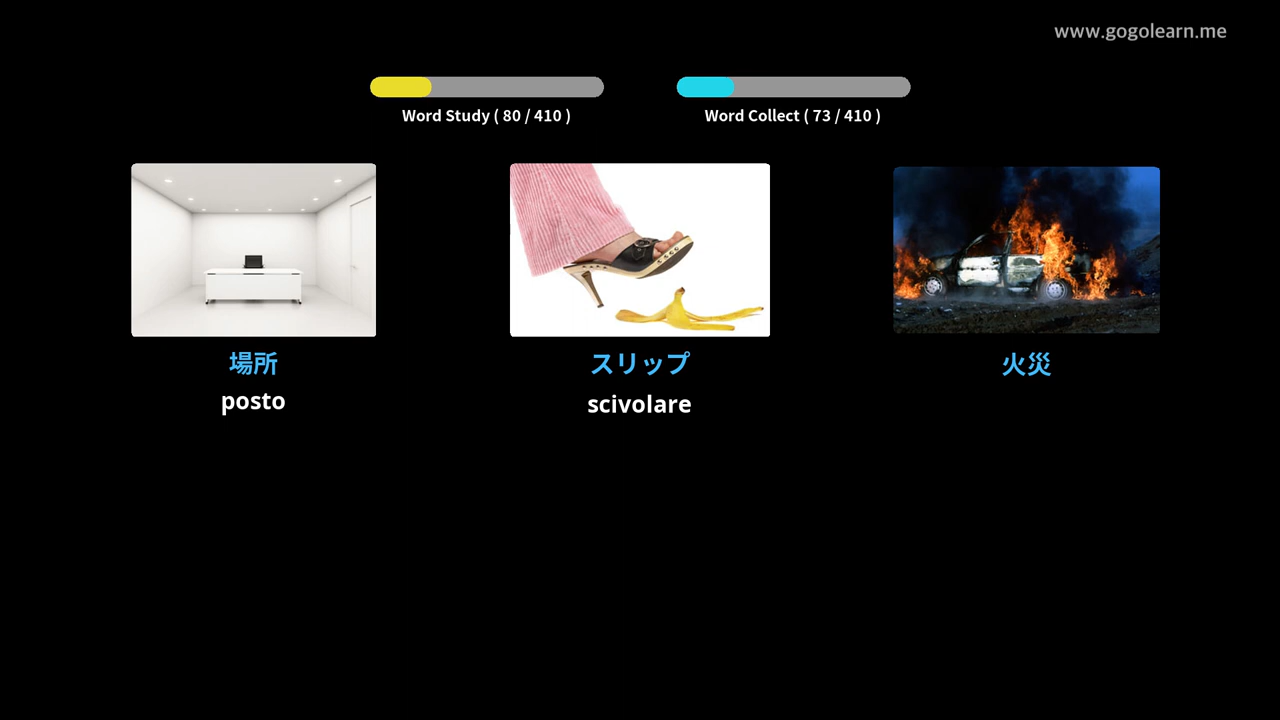 www.gogolearn.me
Word Study ( 80 / 410 )
Word Collect ( 73 / 410 )
場所
スリップ
火災
posto
scivolare